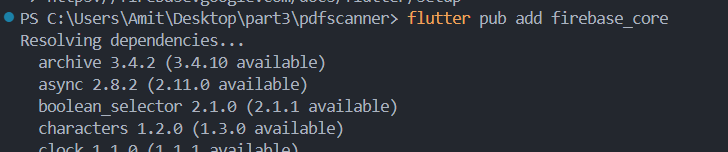 PS C:\Users\Amit\Desktop\part3\pdfscanner> flutter pub add firebase_core
Resolving dependencies...
archive 3.4.2 (3.4.10 available)
async 2.8.2 (2.11.0 available)
boolean_selector 2.1.0 (2.1.1 available)
characters 1.2.0 (1.3.0 available)
clock 1.1.0 (1.1.1 available)